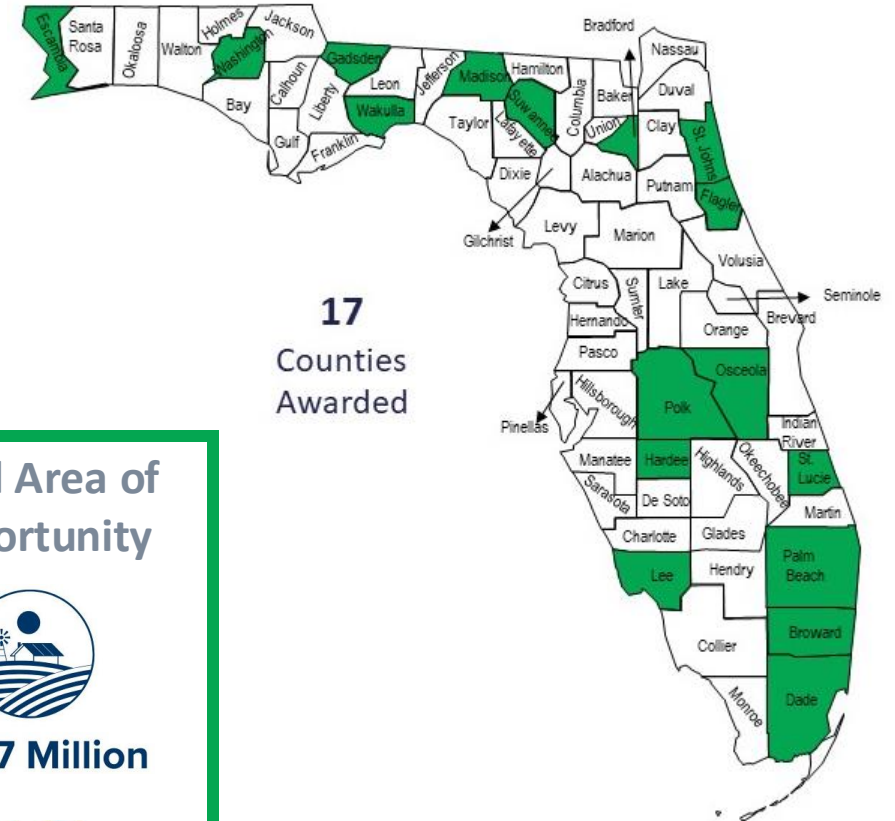 Bradford
Escambia
Santa
Rosa
Okaloosa
Walton
Holmes
Washington
Jackson
Bay
Calhoun
Gulf
Liberty
Franklin
Gadsden
Leon
Wakulla
Jefferson
Madison
Taylor
Hamilton
Suwannee
Lafayette
Dixie
Columbia
Baker
Union
Nassau
Duval
Clay
St. Johns
Alachua
Putnam
Flagler
Gilchrist
Levy
Marion
Volusia
Citrus
Sumter
Lake
Seminole
Hernando
Orange
Brevard
Pasco
Osceola
Hillsborough
Polk
Pinellas
Indian
River
Manatee
Hardee
Highlands
Okeechobee
St.
Lucie
Sarasota
De Soto
Martin
Charlotte
Glades
Lee
Hendry
Palm
Beach
Collier
Broward
Monroe
Dade
17
Counties
Awarded
Area of
ortunity
7 Million